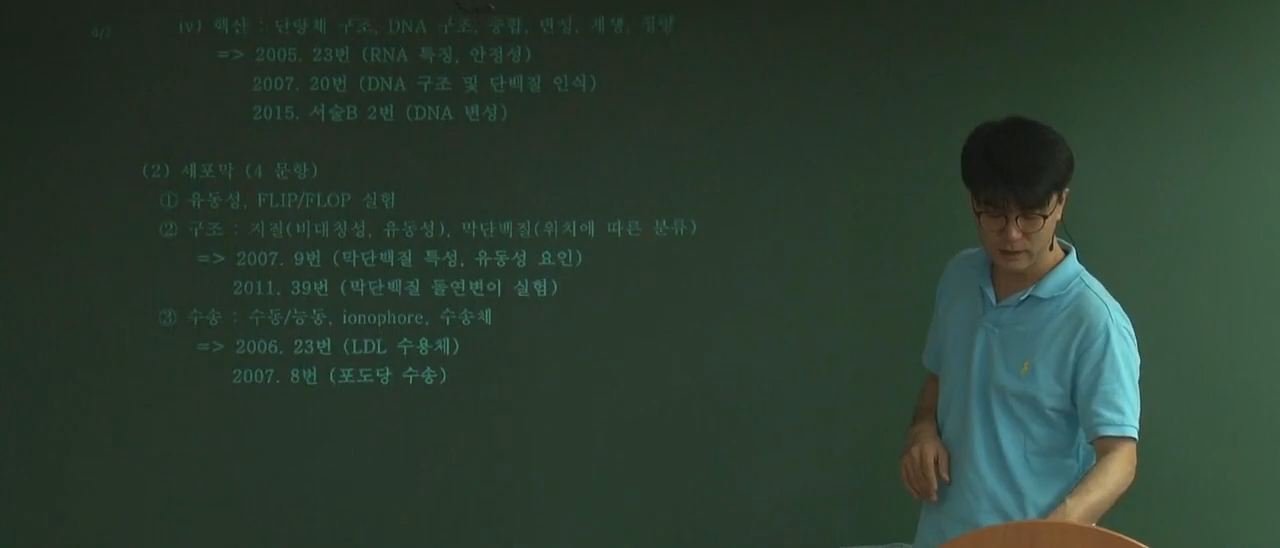 iv) 핵산 : 단량체 구조, DNA 구조, 중합, 변성, 재생, 정량
=> 2005. 23번 (RNA 특징, 안정성)
2007. 20번 (DNA 구조 및 단백질 인식)
2015. 서술B 2번 (DNA 변성)
(2) 세포막 (4 문항)
① 유동성, FLIP/FLOP 실험
② 구조 : 지질(비대칭성, 유동성), 막단백질(위치에 따른 분류)
=> 2007. 9번 (막단백질 특성, 유동성 요인)
2011. 39번 (막단백질 돌연변이 실험)
③ 수송 : 수동/능동, ionophore, 수송체
=> 2006. 23번 (LDL 수용체)
2007. 8번 (포도당 수송)